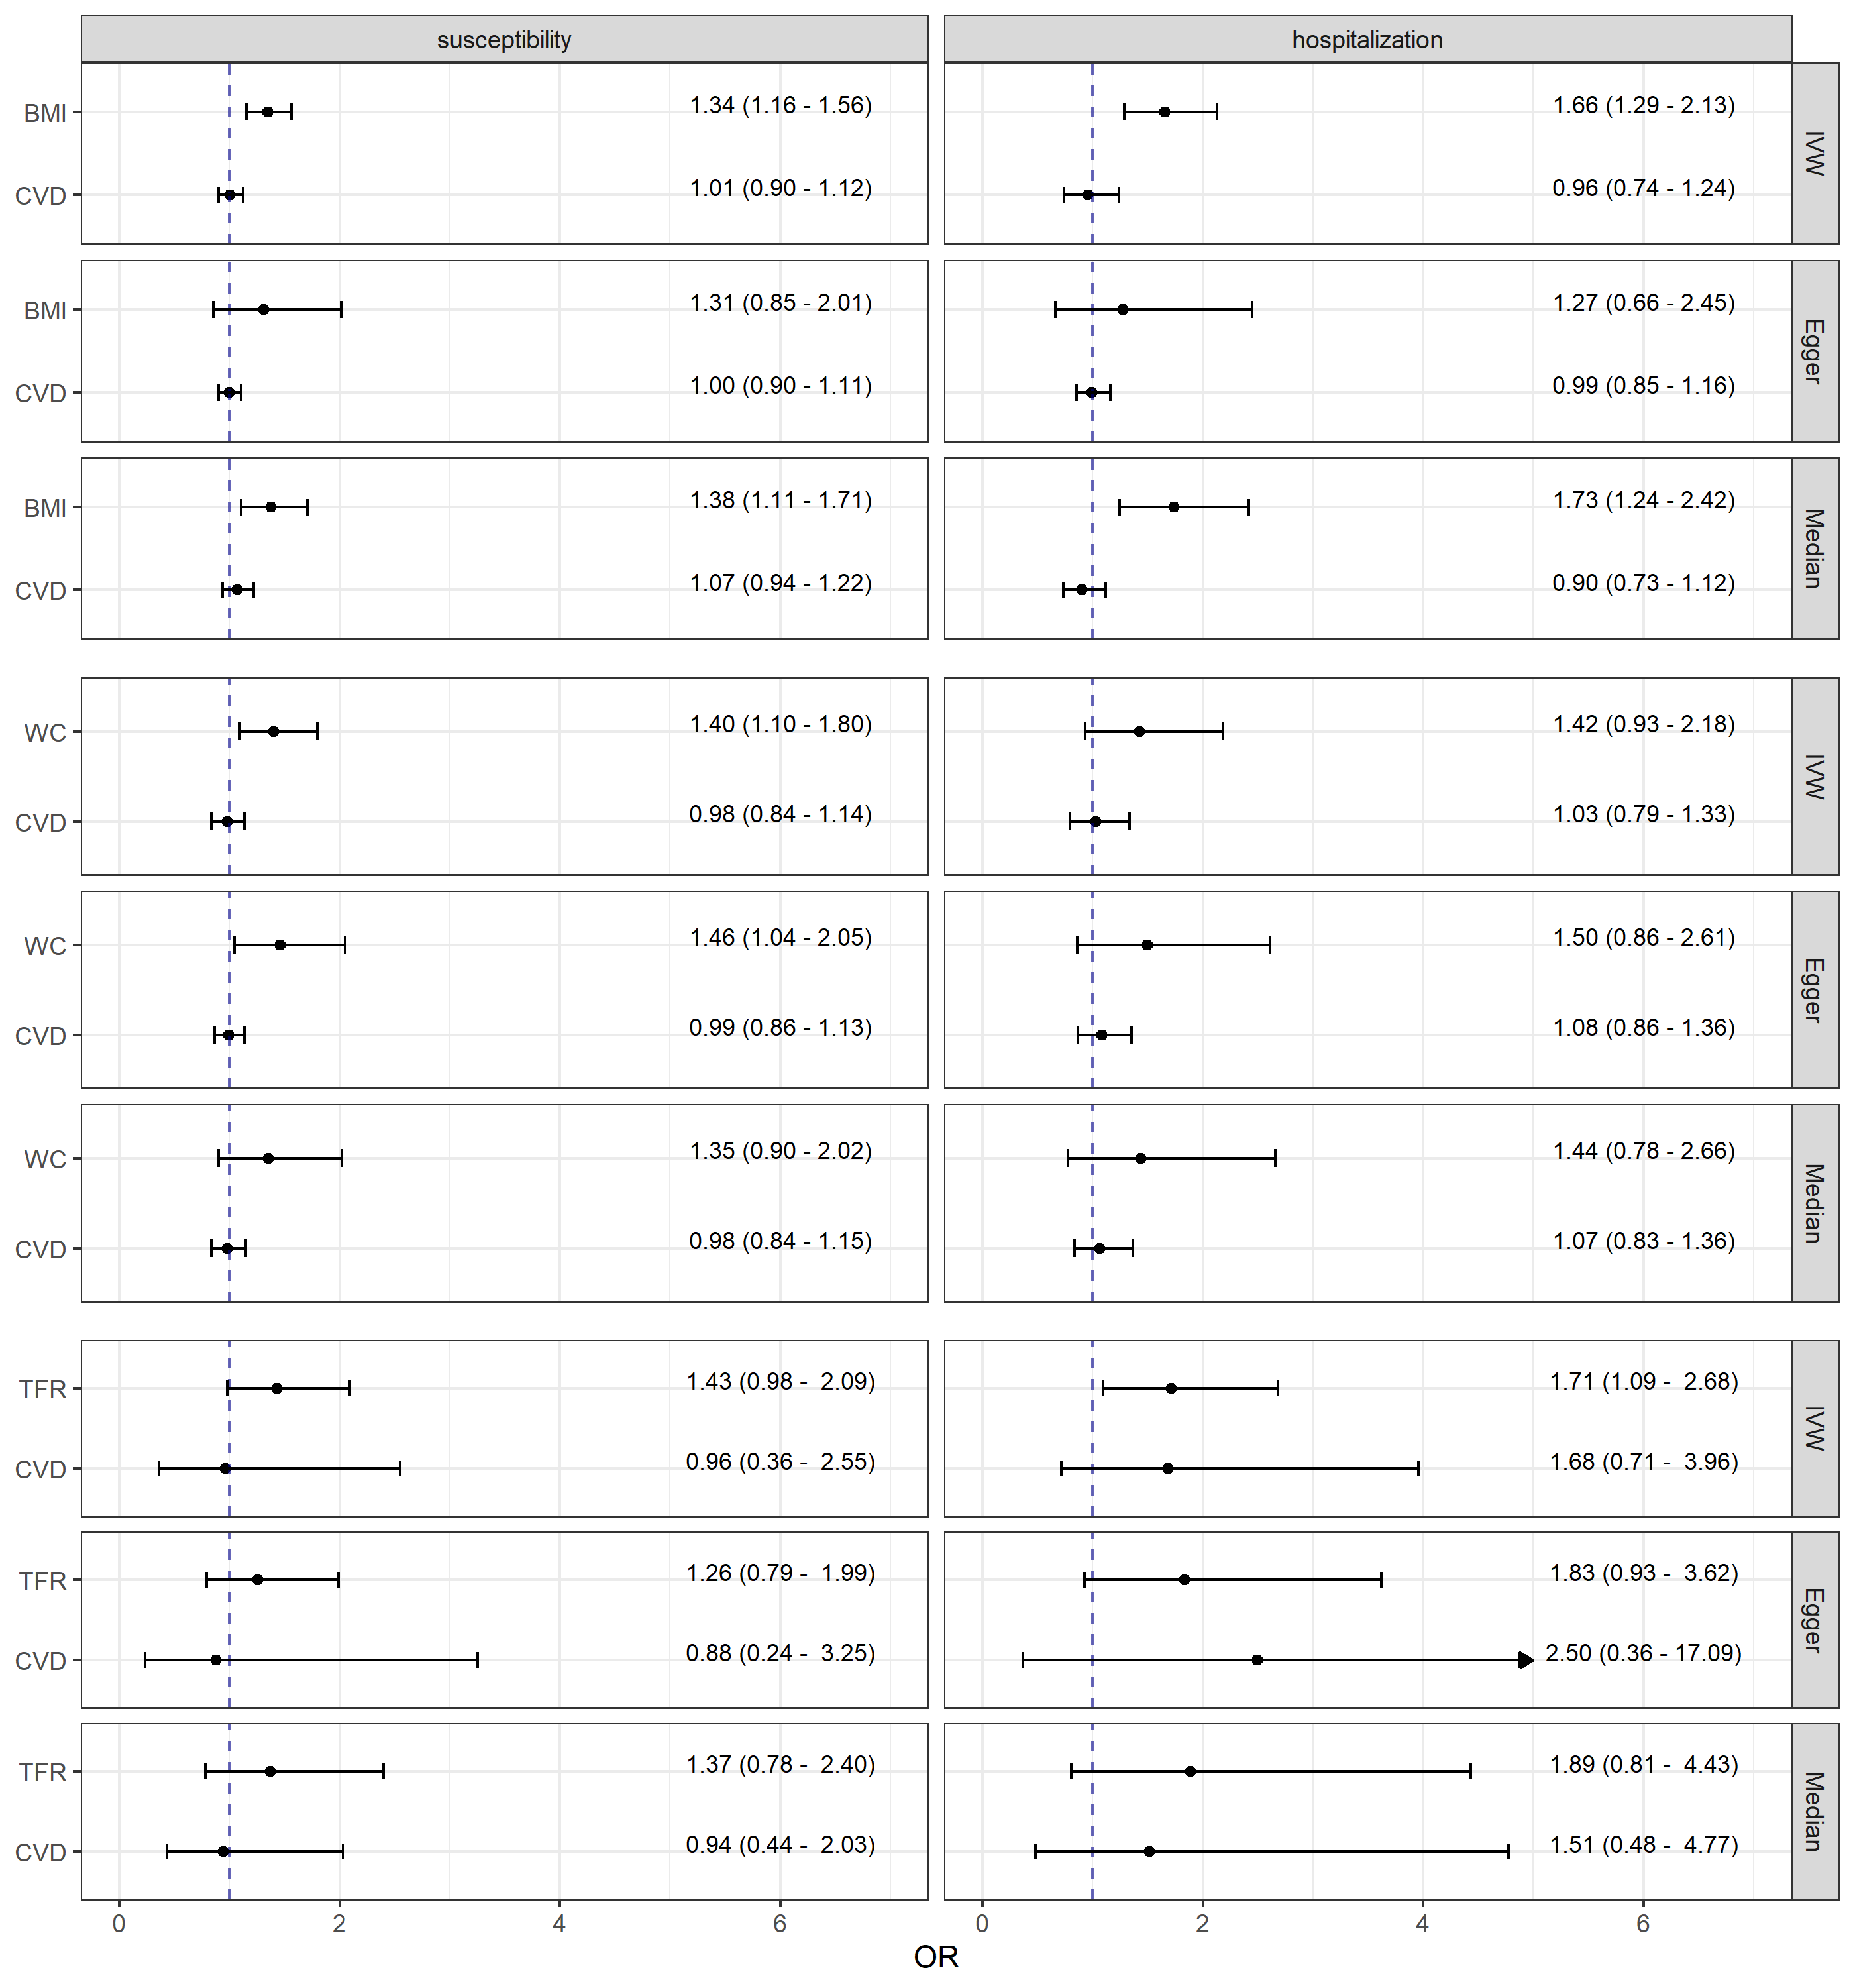 susceptibility hospitalization
BMI 1.34 (1.16 - 1.56) 1.66 (1.29 - 2.13)
IVW
CVD 1.01 (0.90 - 1.12) 0.96 (0.74 - 1.24)
BMI 1.31 (0.85 - 2.01) 1.27 (0.66 - 2.45)
Egger
CVD 1.00 (0.90 - 1.11) 0.99 (0.85 - 1.16)
BMI 1.38 (1.11 - 1.71) 1.73 (1.24 - 2.42)
Median
CVD 1.07 (0.94 - 1.22) 0.90 (0.73 - 1.12)
WC 1.40 (1.10 - 1.80) 1.42 (0.93 - 2.18)
IVW
CVD 0.98 (0.84 - 1.14) 1.03 (0.79 - 1.33)
WC 1.46 (1.04 - 2.05) 1.50 (0.86 - 2.61)
Egger
CVD 0.99 (0.86 - 1.13) 1.08 (0.86 - 1.36)
WC 1.35 (0.90 - 2.02) 1.44 (0.78 - 2.66)
Median
CVD 0.98 (0.84 - 1.15) 1.07 (0.83 - 1.36)
TFR 1.43 (0.98 - 2.09) 1.71 (1.09 - 2.68)
IVW
CVD 0.96 (0.36 - 2.55) 1.68 (0.71 - 3.96)
TFR 1.26 (0.79 - 1.99) 1.83 (0.93 - 3.62)
Egger
CVD 0.88 (0.24 - 3.25) 2.50 (0.36 - 17.09)
TFR 1.37 (0.78 - 2.40) 1.89 (0.81 - 4.43)
Median
CVD 0.94 (0.44 - 2.03) 1.51 (0.48 - 4.77)
0 2 4 6 0 2 4 6
OR